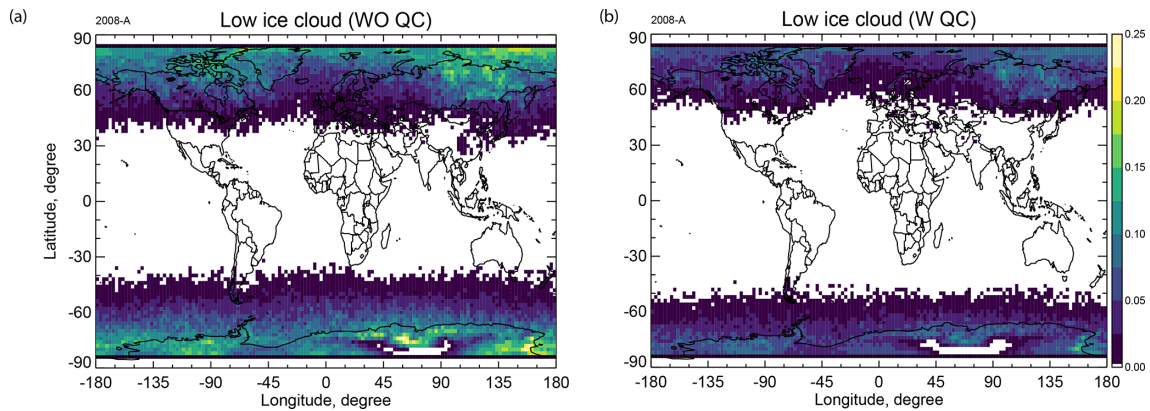 (a)
2008-A
Low ice cloud (WO QC)
90
60
30
0
-30
-60
-90
Latitude, degree
-180 -135 -90 -45 0 45 90 135 180
Longitude, degree
(b)
2008-A
Low ice cloud (W QC)
90
60
30
0
-30
-60
-90
-180 -135 -90 -45 0 45 90 135 180
Longitude, degree
0.25
0.20
0.15
0.10
0.05
0.00